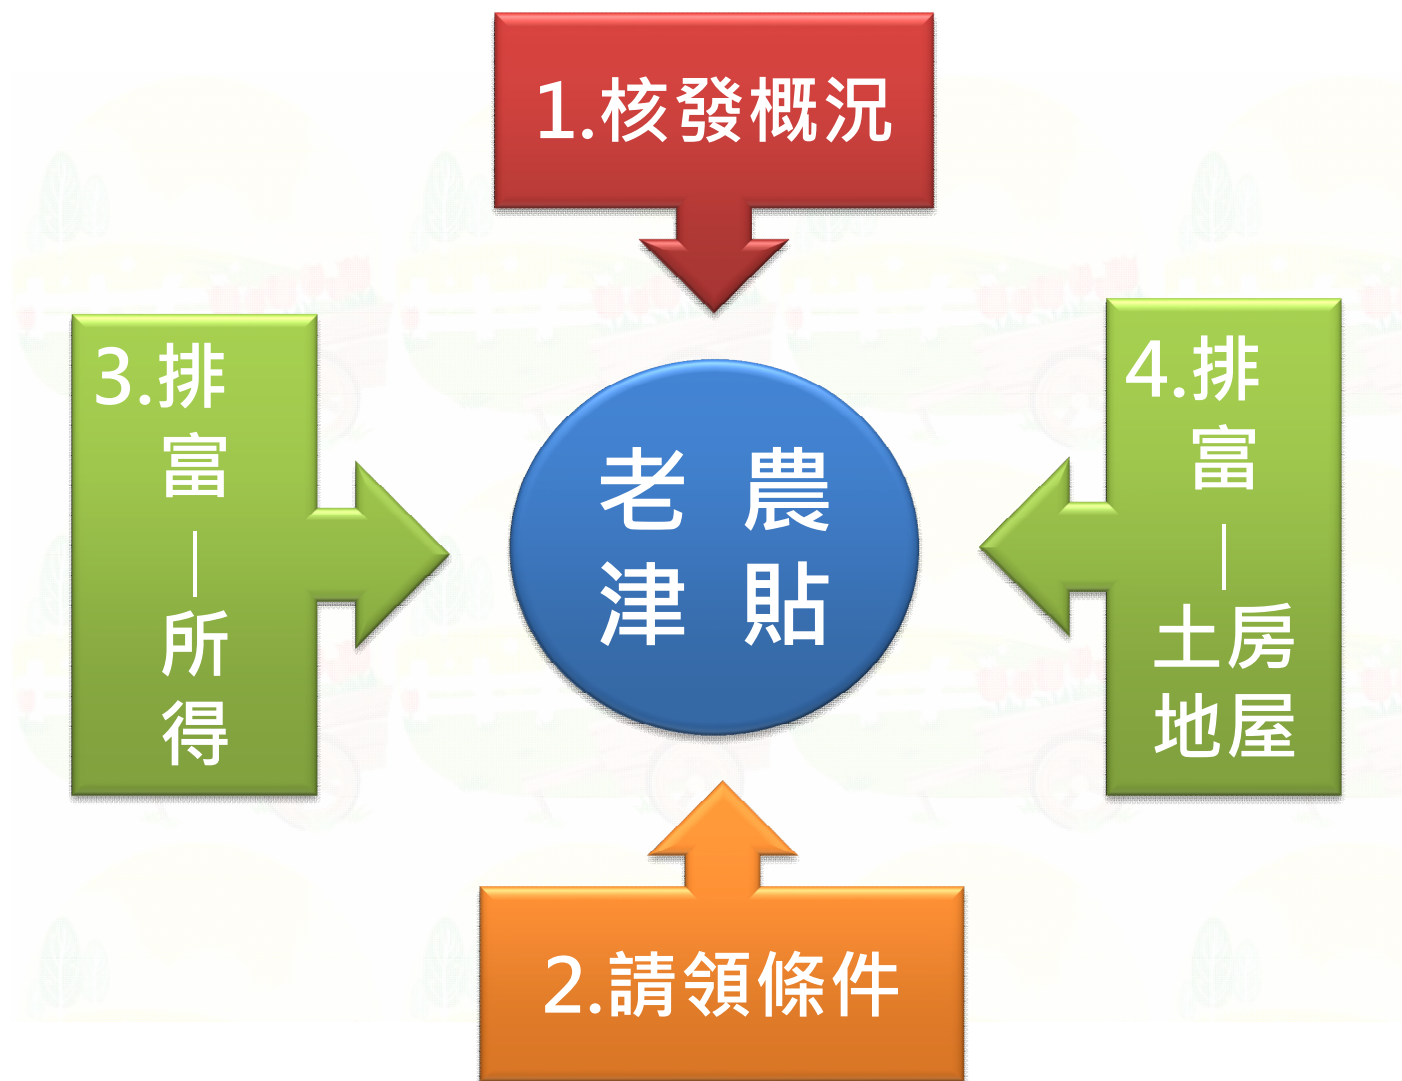 1.核發概況
3.排
富
｜
所
得
老 農
津 貼
4.排
富
｜
土房
地屋
2.請領條件